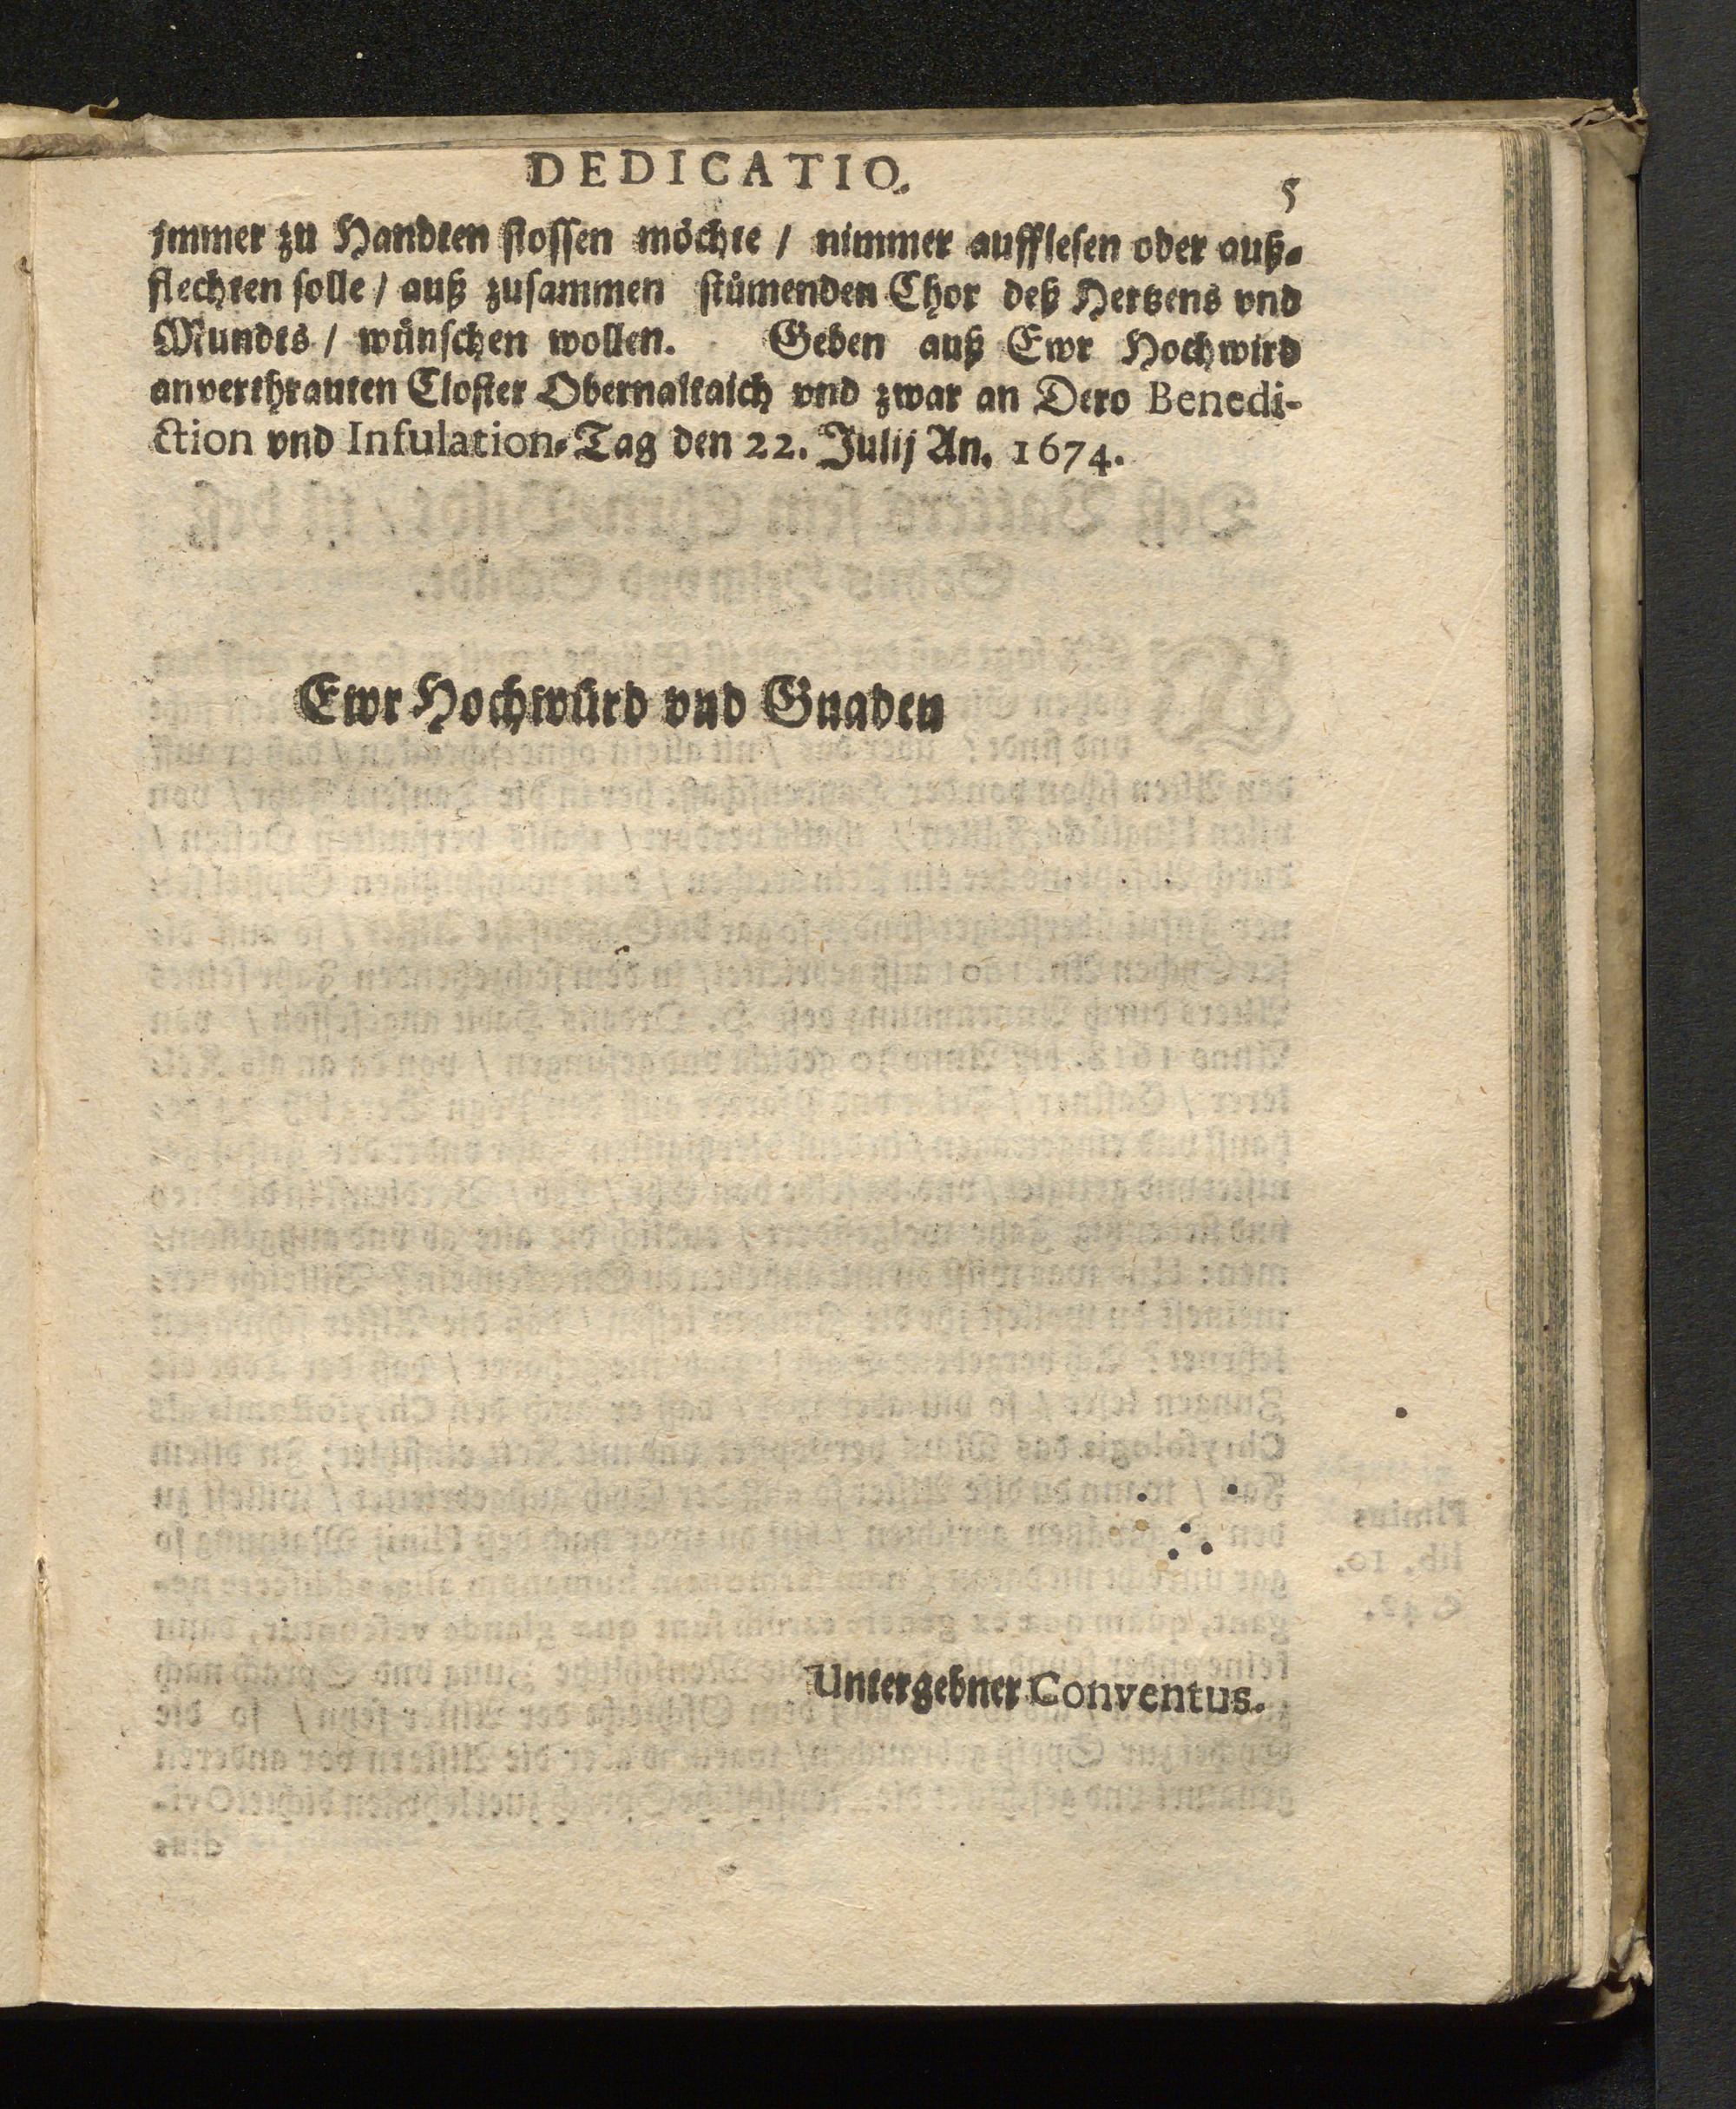 DEDICATIO.
5
jmmer zu Handten stossen möchte / nimmer aufflesen oder auß-
flechten solle / auß zusammen stümenden Chor deß Hertzens vnd
Mundts / wünschen wollen. Geben auß Ewr Hochwird
anverthrauten Closter Obernaltaich vnd zwar an Dero Benedi-
ction vnd Infulation-Tag den 22. Julij An. 1674.
Ewr Hochwürd vnd Gnaden
Untergebner Conventus.